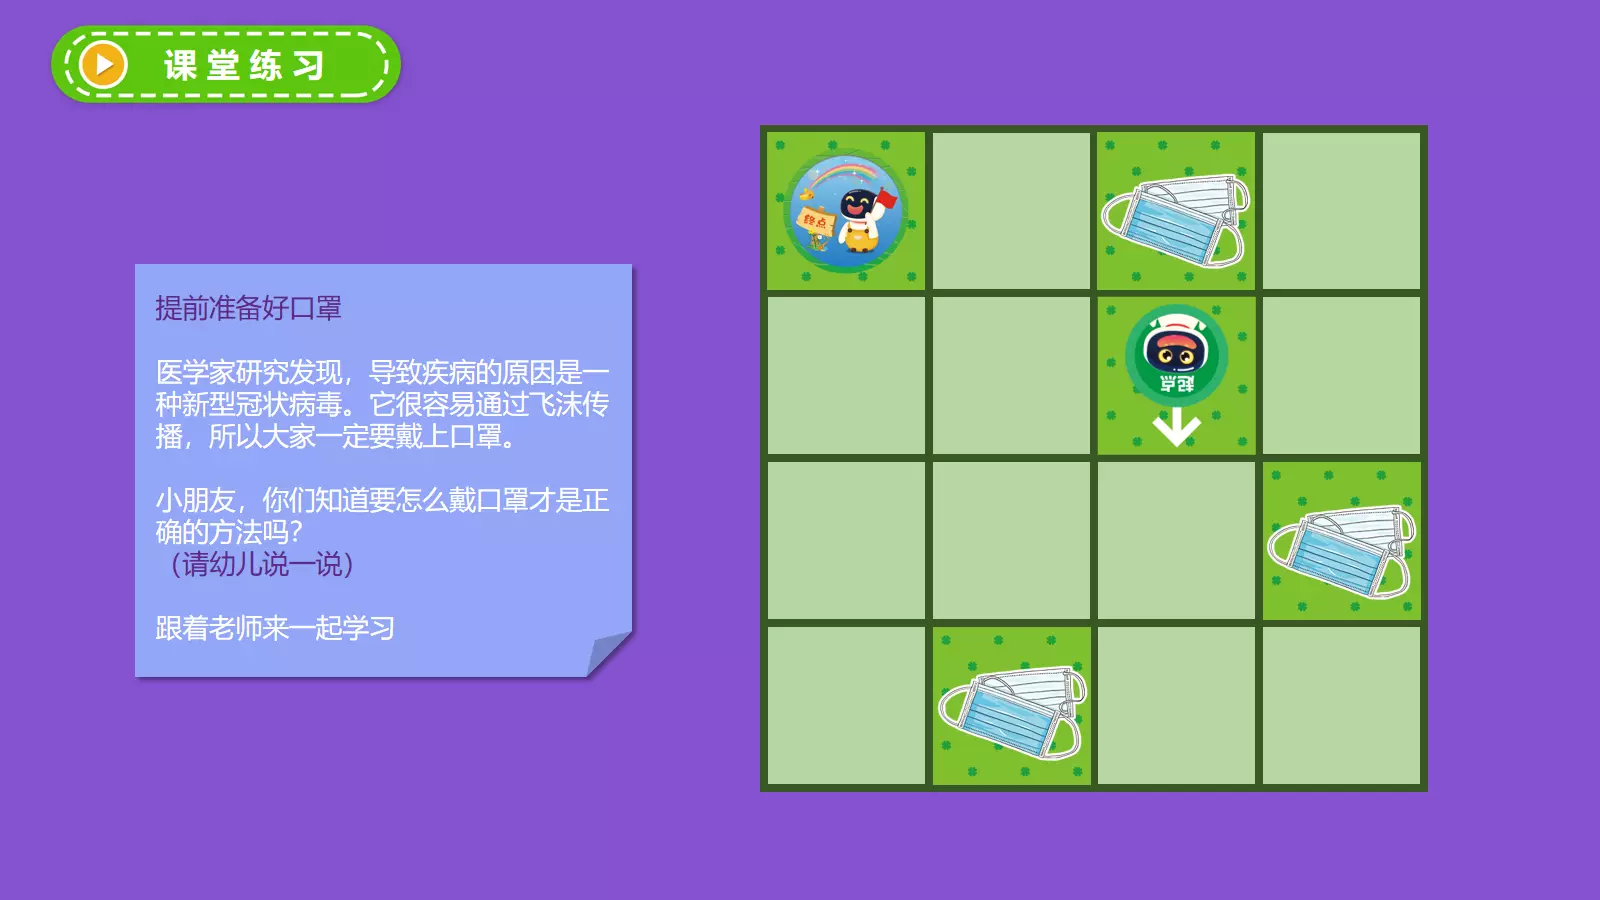 课堂练习
提前准备好口罩
医学家研究发现，导致疾病的原因是一
种新型冠状病毒。它很容易通过飞沫传
播，所以大家一定要戴上口罩。
小朋友，你们知道要怎么戴口罩才是正
确的方法吗?
（请幼儿说一说）
跟着老师来一起学习
终点
起点